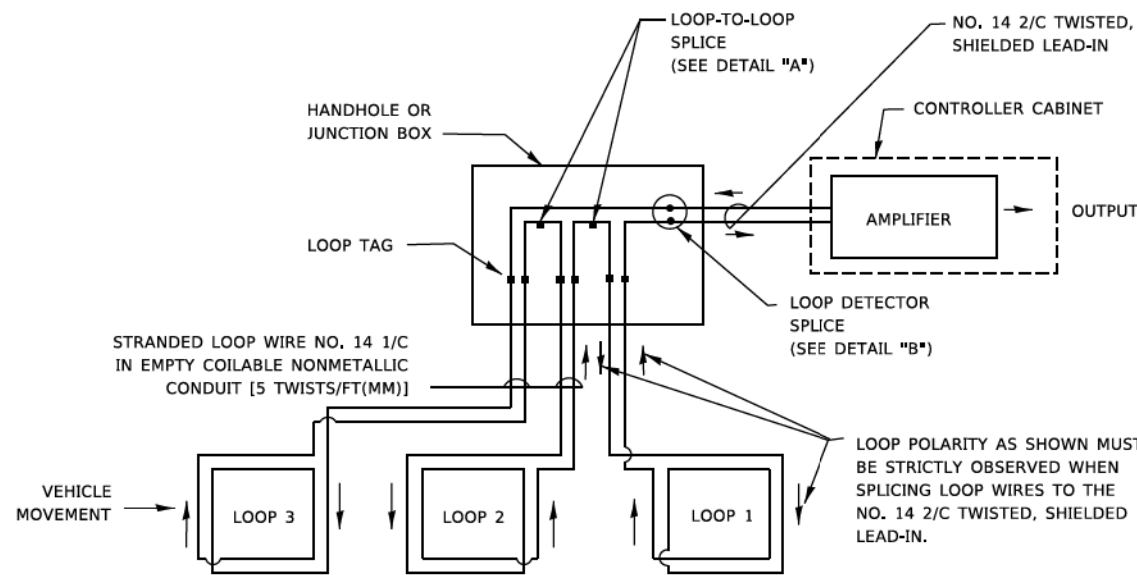 LOOP-TO-LOOP
SPLICE
(SEE DETAIL "A")
NO. 14 2/C TWISTED,
SHIELDED LEAD-IN
HANDHOLE OR
JUNCTION BOX
CONTROLLER CABINET
AMPLIFIER
OUTPUT
LOOP TAG
LOOP DETECTOR
SPLICE
(SEE DETAIL "B")
STRANDED LOOP WIRE NO. 14 1/C
IN EMPTY COILABLE NONMETALLIC
CONDUIT [5 TWISTS/FT(MM)]
LOOP POLARITY AS SHOWN MUST
BE STRICTLY OBSERVED WHEN
SPLICING LOOP WIRES TO THE
NO. 14 2/C TWISTED, SHIELDED
LEAD-IN.
VEHICLE
MOVEMENT
LOOP 3
LOOP 2
LOOP 1